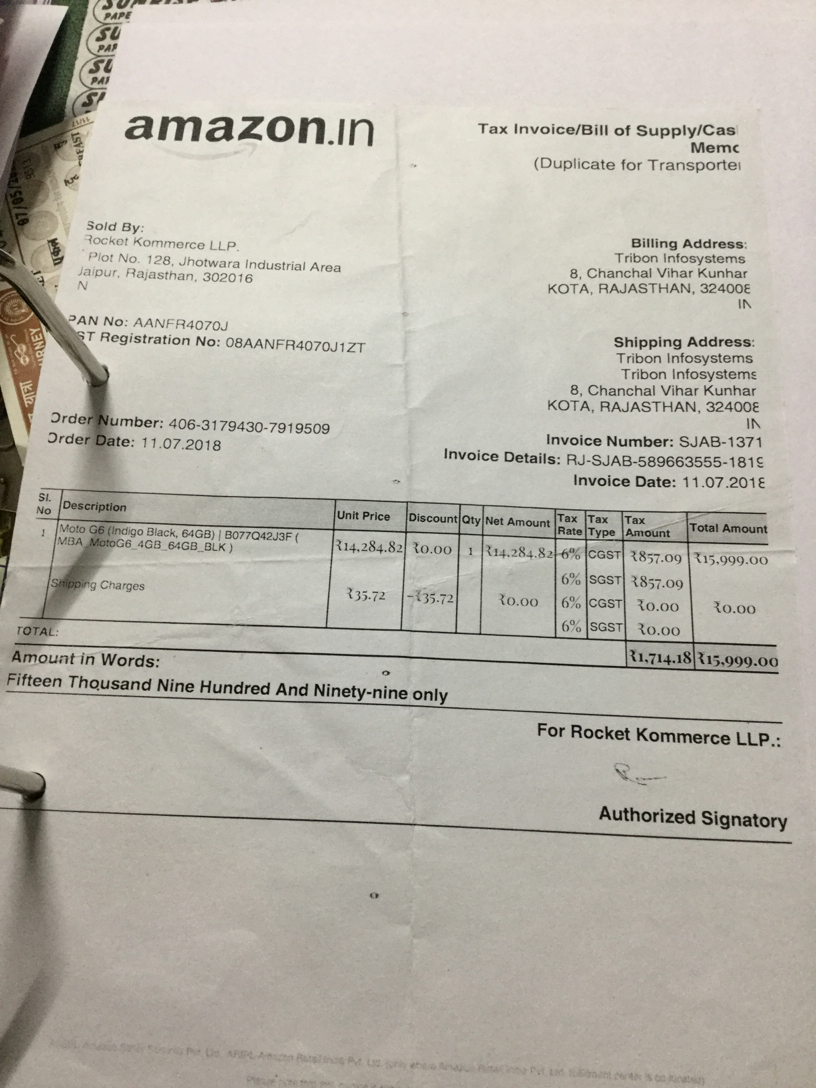 amazon.in
Tax Invoice/Bill of Supply/Cas
Memo
(Duplicate for Transporter
Sold By:
Rocket Kommerce LLP.
Plot No. 128, Jhotwara Industrial Area
Jaipur, Rajasthan, 302016
N
PAN No: AANFR4070J
ST Registration No: 08AANFR4070J1ZT
Order Number: 406-3179430-7919509
Order Date: 11.07.2018
Billing Address:
Tribon Infosystems
8, Chanchal Vihar Kunhar
KOTA, RAJASTHAN, 324008
IN
Shipping Address:
Tribon Infosystems
Tribon Infosystems
8, Chanchal Vihar Kunhar
KOTA, RAJASTHAN, 324008
IN
Invoice Number: SJAB-1371
Invoice Details: RJ-SJAB-589663555-1819
Invoice Date: 11.07.2018
Sl. No Description Unit Price Discount Qty Net Amount Tax Rate Tax Type Tax Amount Total Amount
1 Moto G6 (Indigo Black, 64GB) | B077Q42J3F ( ₹14,284.82 ₹0.00 1 ₹14,284.82 6% CGST ₹857.09 ₹15,999.00
MBA_MotoG6_4GB_64GB_BLK )
6% SGST ₹857.09
Shipping Charges ₹35.72 -₹35.72 ₹0.00 6% CGST ₹0.00 ₹0.00
6% SGST ₹0.00
TOTAL: ₹1,714.18 ₹15,999.00
Amount in Words:
Fifteen Thousand Nine Hundred And Ninety-nine only
For Rocket Kommerce LLP.:
Authorized Signatory